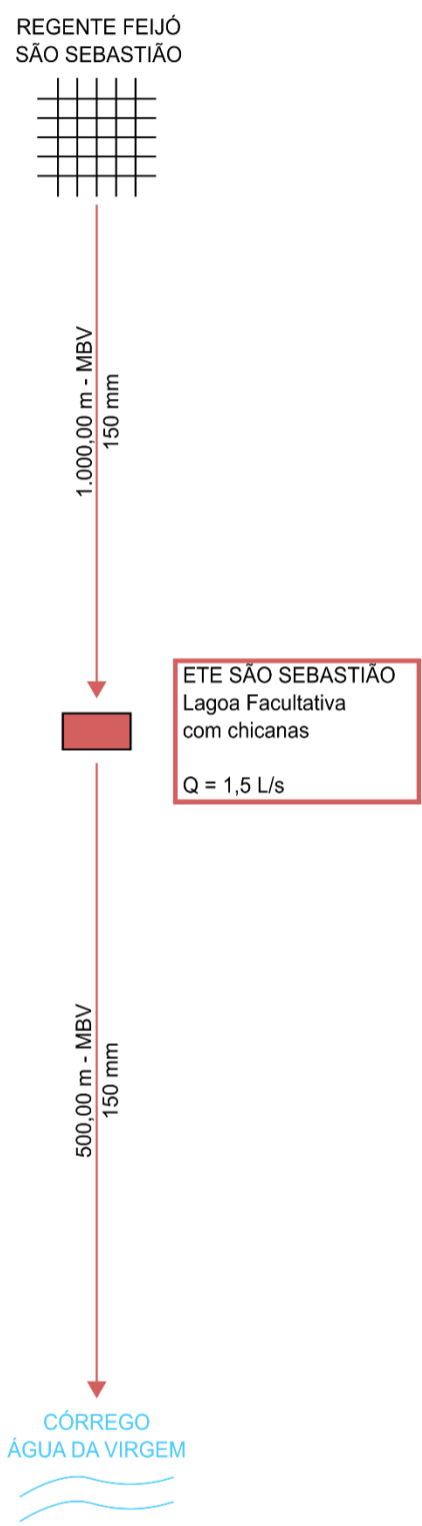 REGENTE FEIJÓ
SÃO SEBASTIÃO
1.000,00 m - MBV
150 mm
ETE SÃO SEBASTIÃO
Lagoa Facultativa
com chicanas
Q = 1,5 L/s
500,00 m - MBV
150 mm
CÓRREGO
ÁGUA DA VIRGEM